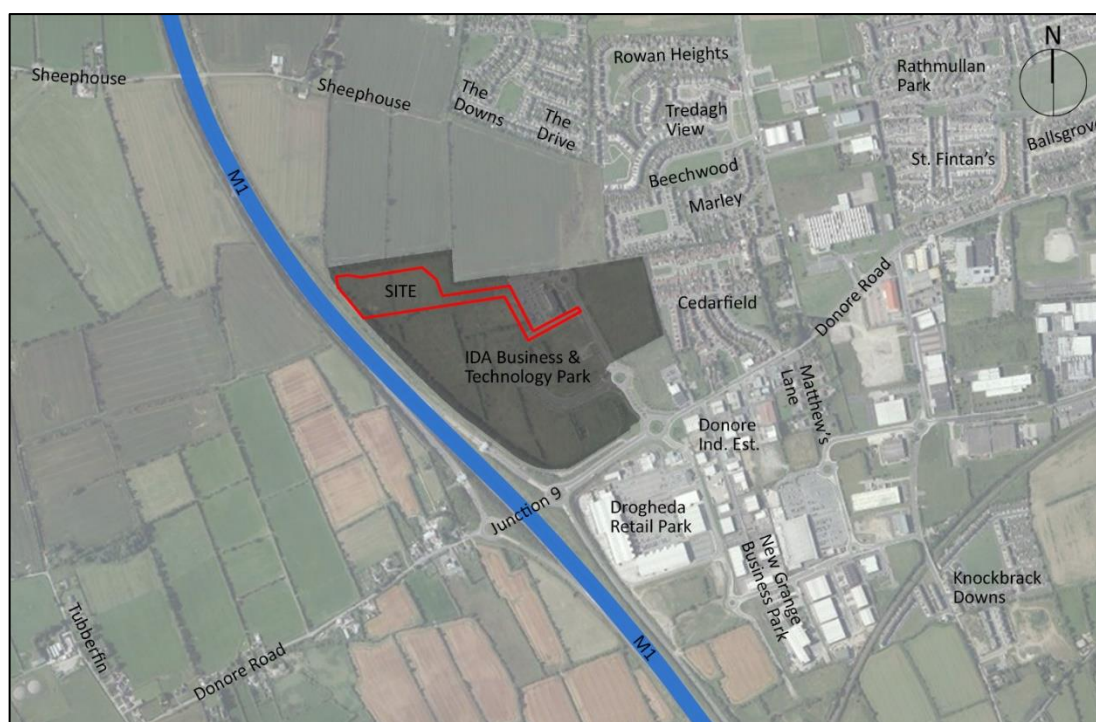 N
Rowan Heights
Rathmullan
Park
Sheephouse
Sheephouse
The
Downs
The
Drive
Tredagh
View
Ballsgrove
St. Fintan's
Beechwood
Marley
M1
SITE
Cedarfield
Donore Road
IDA Business &
Technology Park
Matthew's
Lane
Donore
Ind. Est.
Junction 9
Drogheda
Retail Park
New Grange
Business Park
Knockbrack
Downs
Tubberfin
Donore Road
M1